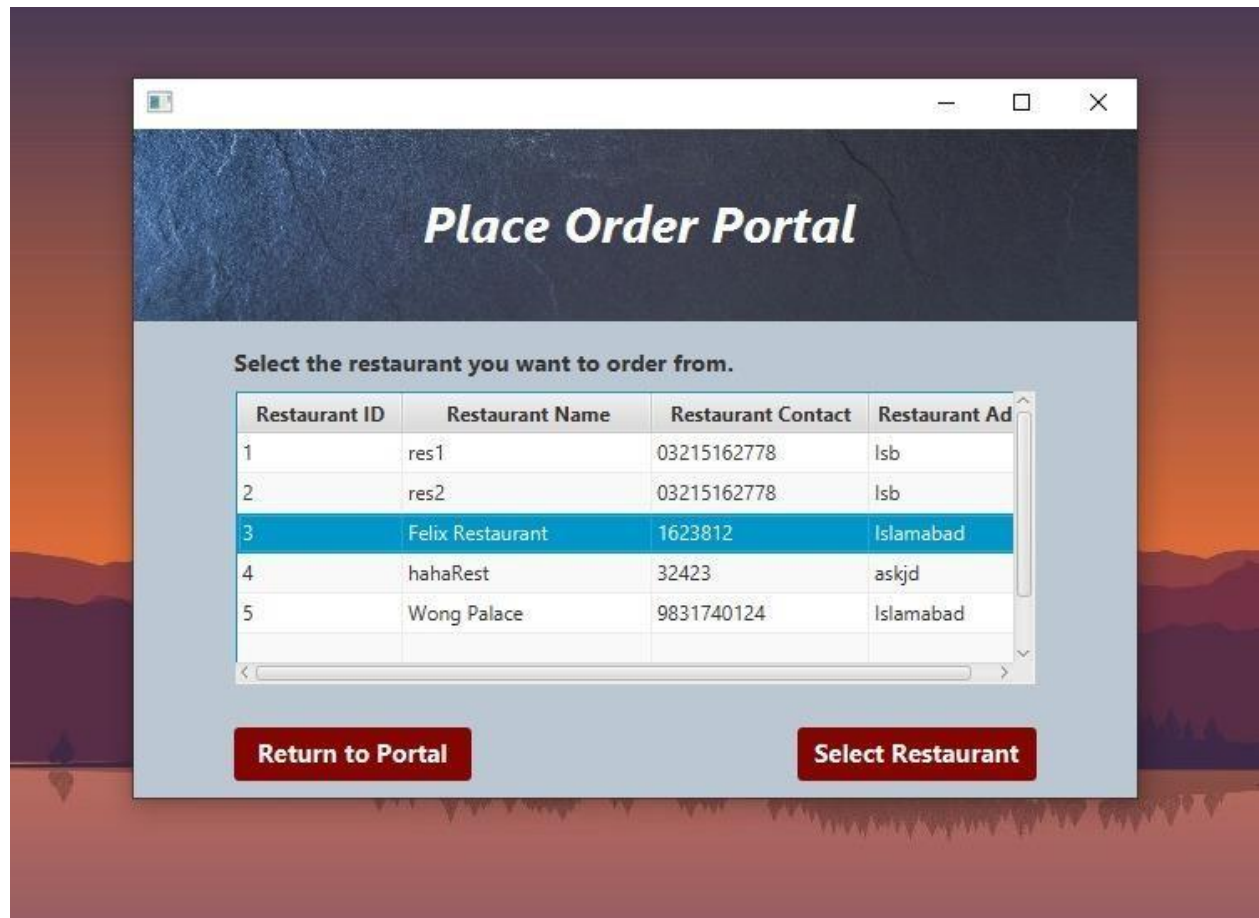 Place Order Portal
Select the restaurant you want to order from.
Restaurant ID Restaurant Name Restaurant Contact Restaurant Ad
1 res1 03215162778 Isb
2 res2 03215162778 Isb
3 Felix Restaurant 1623812 Islamabad
4 hahaRest 32423 askjd
5 Wong Palace 9831740124 Islamabad
Return to Portal Select Restaurant